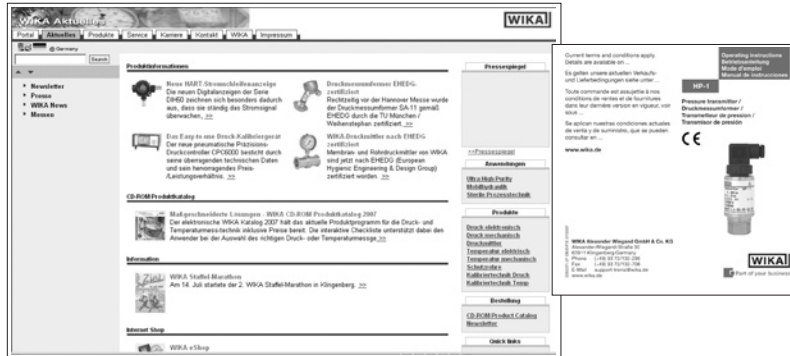 WIKA Aktuelles
WIKA
Portal Aktuelles Produkte Service Karriere Kontakt WIKA Impressum
@ Germany
Search
Newsletter
Presse
WIKA News
Messen
Produktinformationen
Neue HART-Stromschleifenanzeige
Die neuen Digitalanzeigen der Serie
DIH50 zeichnen sich besonders dadurch
aus, dass sie ständig das Stromsignal
überwachen, >>
Druckmessumformer EHEDG-
zertifiziert
Rechtzeitig vor der Hannover Messe wurde
der Druckmessumformer SA-11 gemäß
EHEDG durch die TU München /
Weihenstephan zertifiziert. >>
Das Easy to use Druck-Kalibriergerät
Der neue pneumatische Präzisions-
Druckcontroller CPC6000 besticht durch
seine überragenden technischen Daten
und sein hervorragendes Preis-
/Leistungsverhältnis. >>
WIKA-Druckmittler nach EHEDG
zertifiziert
Membran- und Rohrdruckmittler von WIKA
sind jetzt nach EHEDG (European
Hygienic Engineering & Design Group)
zertifiziert worden. >>
CD-ROM Produktkatalog
Maßgeschneiderte Lösungen - WIKA CD-ROM Produktkatalog 2007
Der elektronische WIKA Katalog 2007 hält das aktuelle Produktprogramm für die Druck- und
Temperaturmess-technik inklusive Preise bereit. Die interaktive Checkliste unterstützt dabei den
Anwender bei der Auswahl des richtigen Druck- oder Temperaturmessge >>
Information
WIKA Staffel-Marathon
Am 14. Juli startete der 2. WIKA Staffel-Marathon in Klingenberg. >>
Internet Shop
WIKA eShop
Pressespiegel
<<Pressespiegel
Anwendungen
Ultra High Purity
Mobilhydraulik
Sterile Prozesstechnik
Produkte
Druck elektronisch
Druck mechanisch
Druckmittler
Temperatur elektrisch
Temperatur mechanisch
Schutzrohre
Kalibriertechnik Druck
Kalibriertechnik Temp
Bestellung
CD-ROM Product Catalog
Newsletter
Quick links
Current terms and conditions apply.
Details are available on ...
Es gelten unsere aktuellen Verkaufs-
und Lieferbedingungen siehe unter ...
Toute commande est assujettie à nos
conditions de ventes et de fournitures
dans leur dernière version en vigueur, voir
sous ...
Se aplican nuestras condiciones actuales
de venta y de suministro, que se pueden
consultar en ...
www.wika.de
WIKA Alexander Wiegand GmbH & Co. KG
Alexander-Wiegand-Straße 30
63911 Klingenberg-Germany
Phone
Fax
E-Mail support-tronic@wika.de
www.wika.de
Operating instructions
Betriebsanleitung
Mode d'emploi
Manual de instrucciones
HP-1
Pressure transmitter /
Druckmessumformer /
Transmetteur de pression /
Transmisor de presión
CE
WIKA
Part of your business